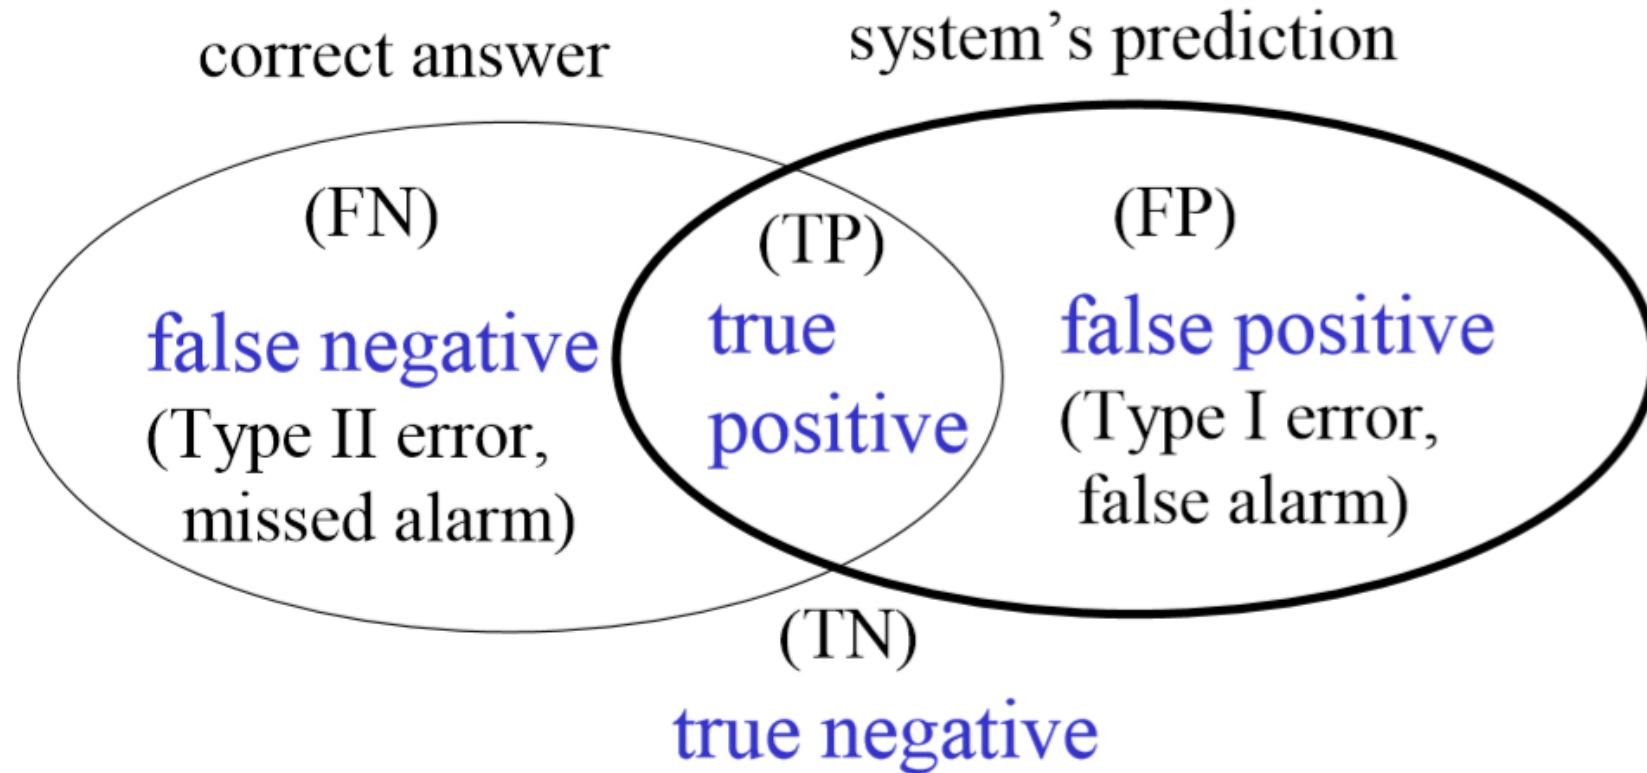 correct answer
system’s prediction
(FN)
false negative
(Type II error,
missed alarm)
(TP)
true
positive
(FP)
false positive
(Type I error,
false alarm)
(TN)
true negative